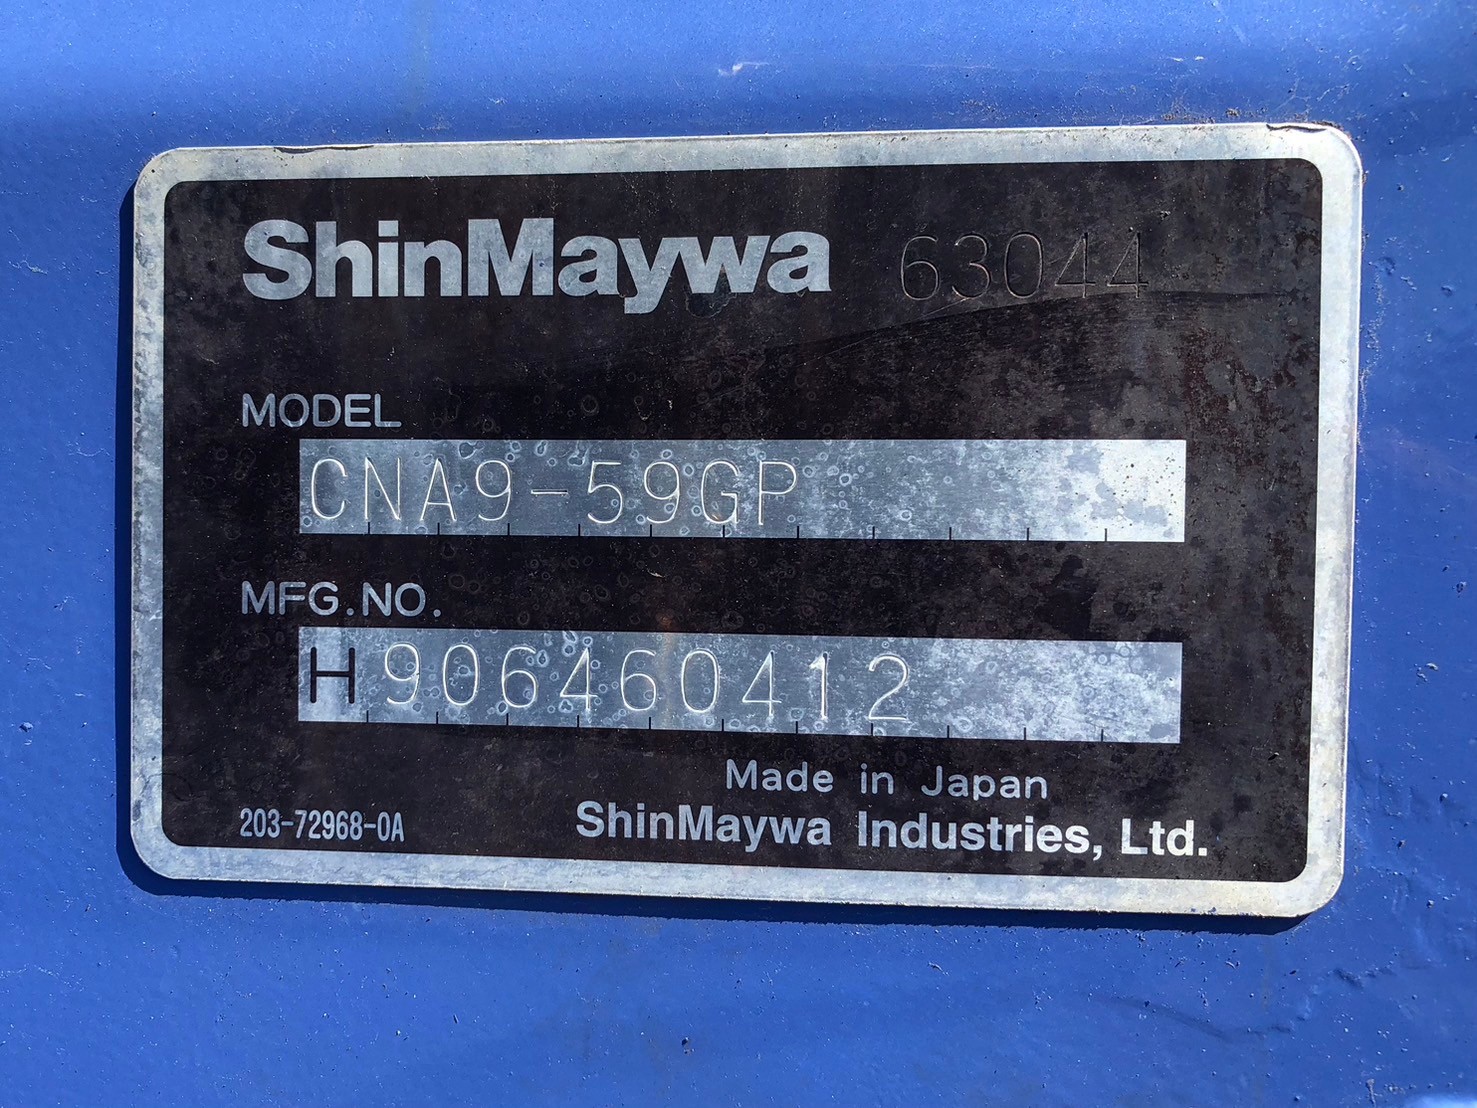 ShinMaywa 63044
MODEL
CNA9-59GP
MFG.NO.
H906460412
Made in Japan
203-72968-0A ShinMaywa Industries, Ltd.